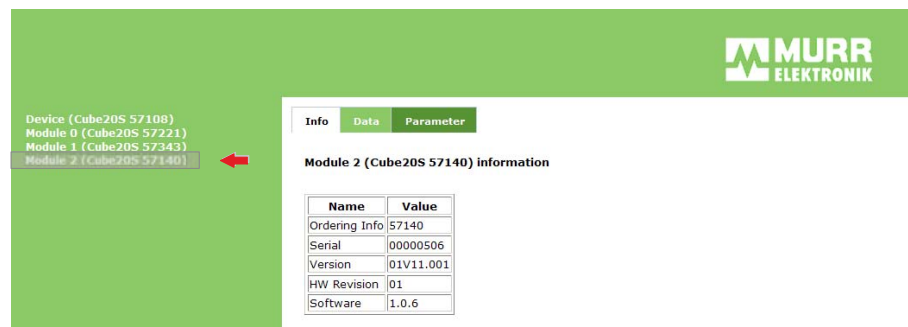 MURR
ELEKTRONIK
Device (Cube20S 57108)
Module 0 (Cube20S 57221)
Module 1 (Cube20S 57343)
Module 2 (Cube20S 57140)
Info Data Parameter
Module 2 (Cube20S 57140) information
Name Value
Ordering Info 57140
Serial 00000506
Version 01V11.001
HW Revision 01
Software 1.0.6